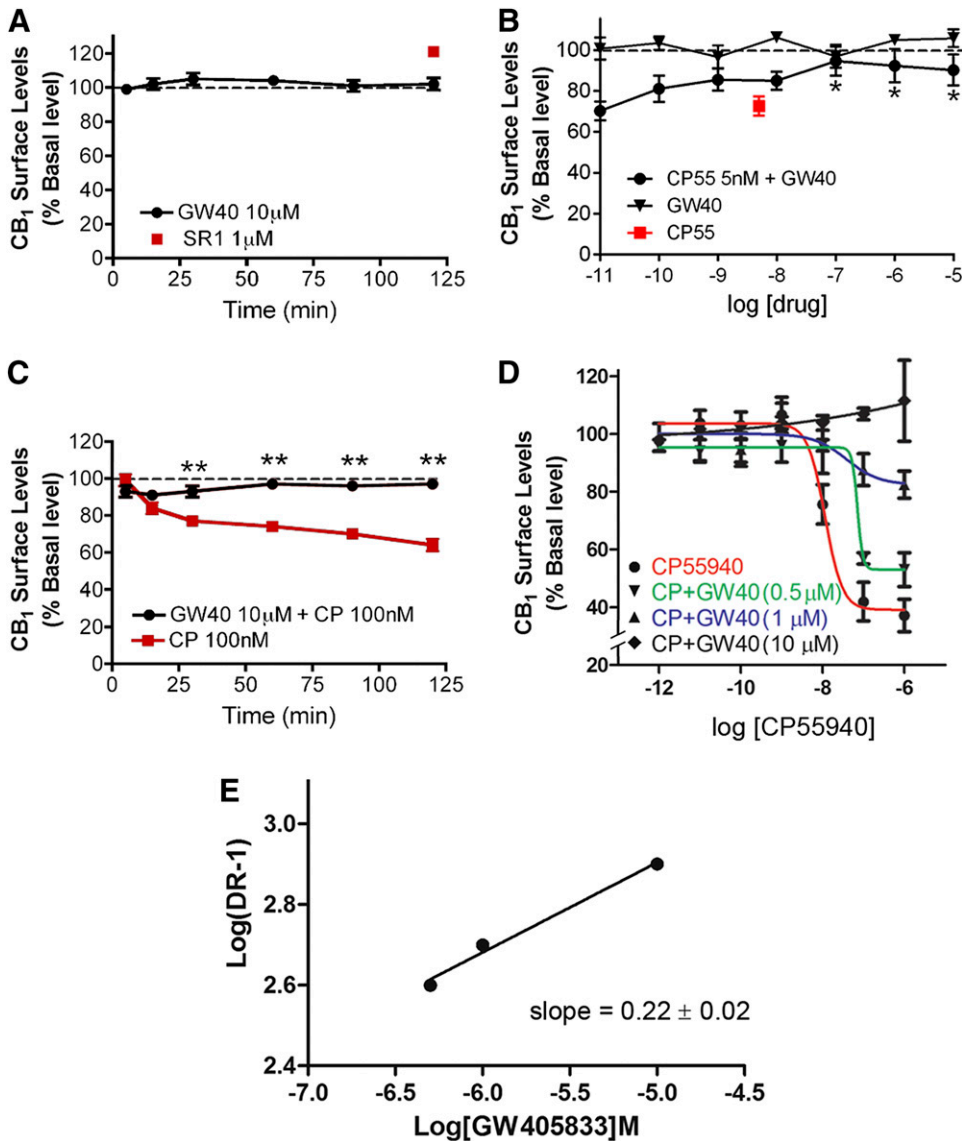 A
CB₁ Surface Levels
(% Basal level)
120
100
80
60
40
20
0
GW40 10μM
SR1 1μM
0 25 50 75 100 125
Time (min)
B
CB₁ Surface Levels
(% Basal level)
100
80
60
40
20
0
* * *
CP55 5nM + GW40
GW40
CP55
-11 -10 -9 -8 -7 -6 -5
log [drug]
C
CB₁ Surface Levels
(% Basal level)
120
100
80
60
40
20
0
** ** ** **
GW40 10μM + CP 100nM
CP 100nM
0 25 50 75 100 125
Time (min)
D
CB₁ Surface Levels
(% Basal level)
120
100
80
60
40
20
CP55940
CP+GW40 (0.5 μM)
CP+GW40 (1 μM)
CP+GW40 (10 μM)
-12 -10 -8 -6
log [CP55940]
E
Log(DR-1)
3.0
2.8
2.6
2.4
slope = 0.22 ± 0.02
-7.0 -6.5 -6.0 -5.5 -5.0 -4.5
Log[GW405833]M